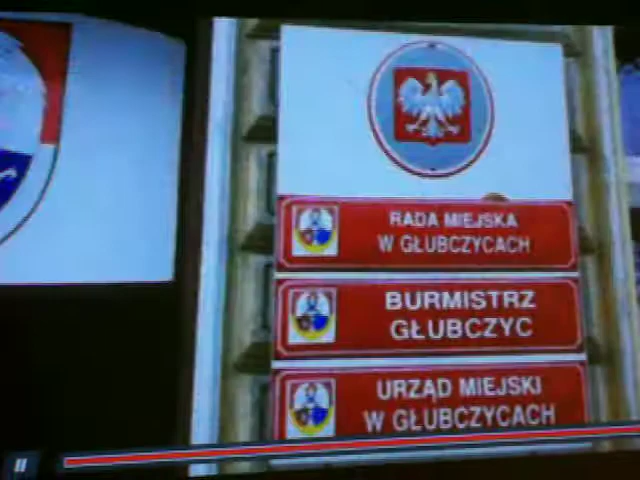 RADA MIEJSKA
W GŁUBCZYCACH
BURMISTRZ
GŁUBCZYC
URZĄD MIEJSKI
W GŁUBCZYCACH